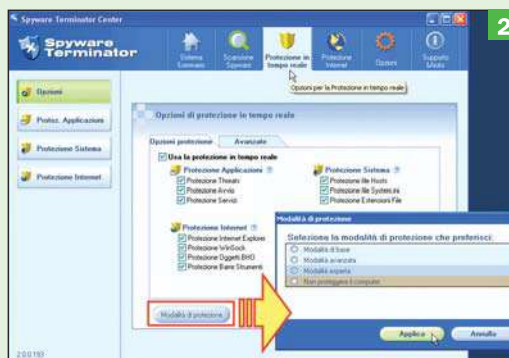 Spyware Terminator Center
2
Spyware
Terminator
Sistema
Sommario
Scansione
Spyware
Protezione in
tempo reale
Protezione
Internet
Opzioni
Supporto
Opzioni per la Protezione in tempo reale
Opzioni
Protez. Applicazioni
Protezione Sistema
Protezione Internet
Opzioni di protezione in tempo reale
Opzioni protezione
Avanzate
Usa la protezione in tempo reale
Protezione Applicazioni
Protezione Threats
Protezione Avvio
Protezione Servizi
Protezione Sistema
Protezione file Hosts
Protezione file System.ini
Protezione Estensioni File
Protezione Internet
Protezione Internet Explorer
Protezione WinSock
Protezione Oggetti BHO
Protezione Barre Strumenti
Modalità di protezione
Modalità di protezione
Seleziona la modalità di protezione che preferisci:
Modalità di base
Modalità avanzata
Modalità esperta
Non proteggere il computer
Applica
Annulla
2.0.0.193